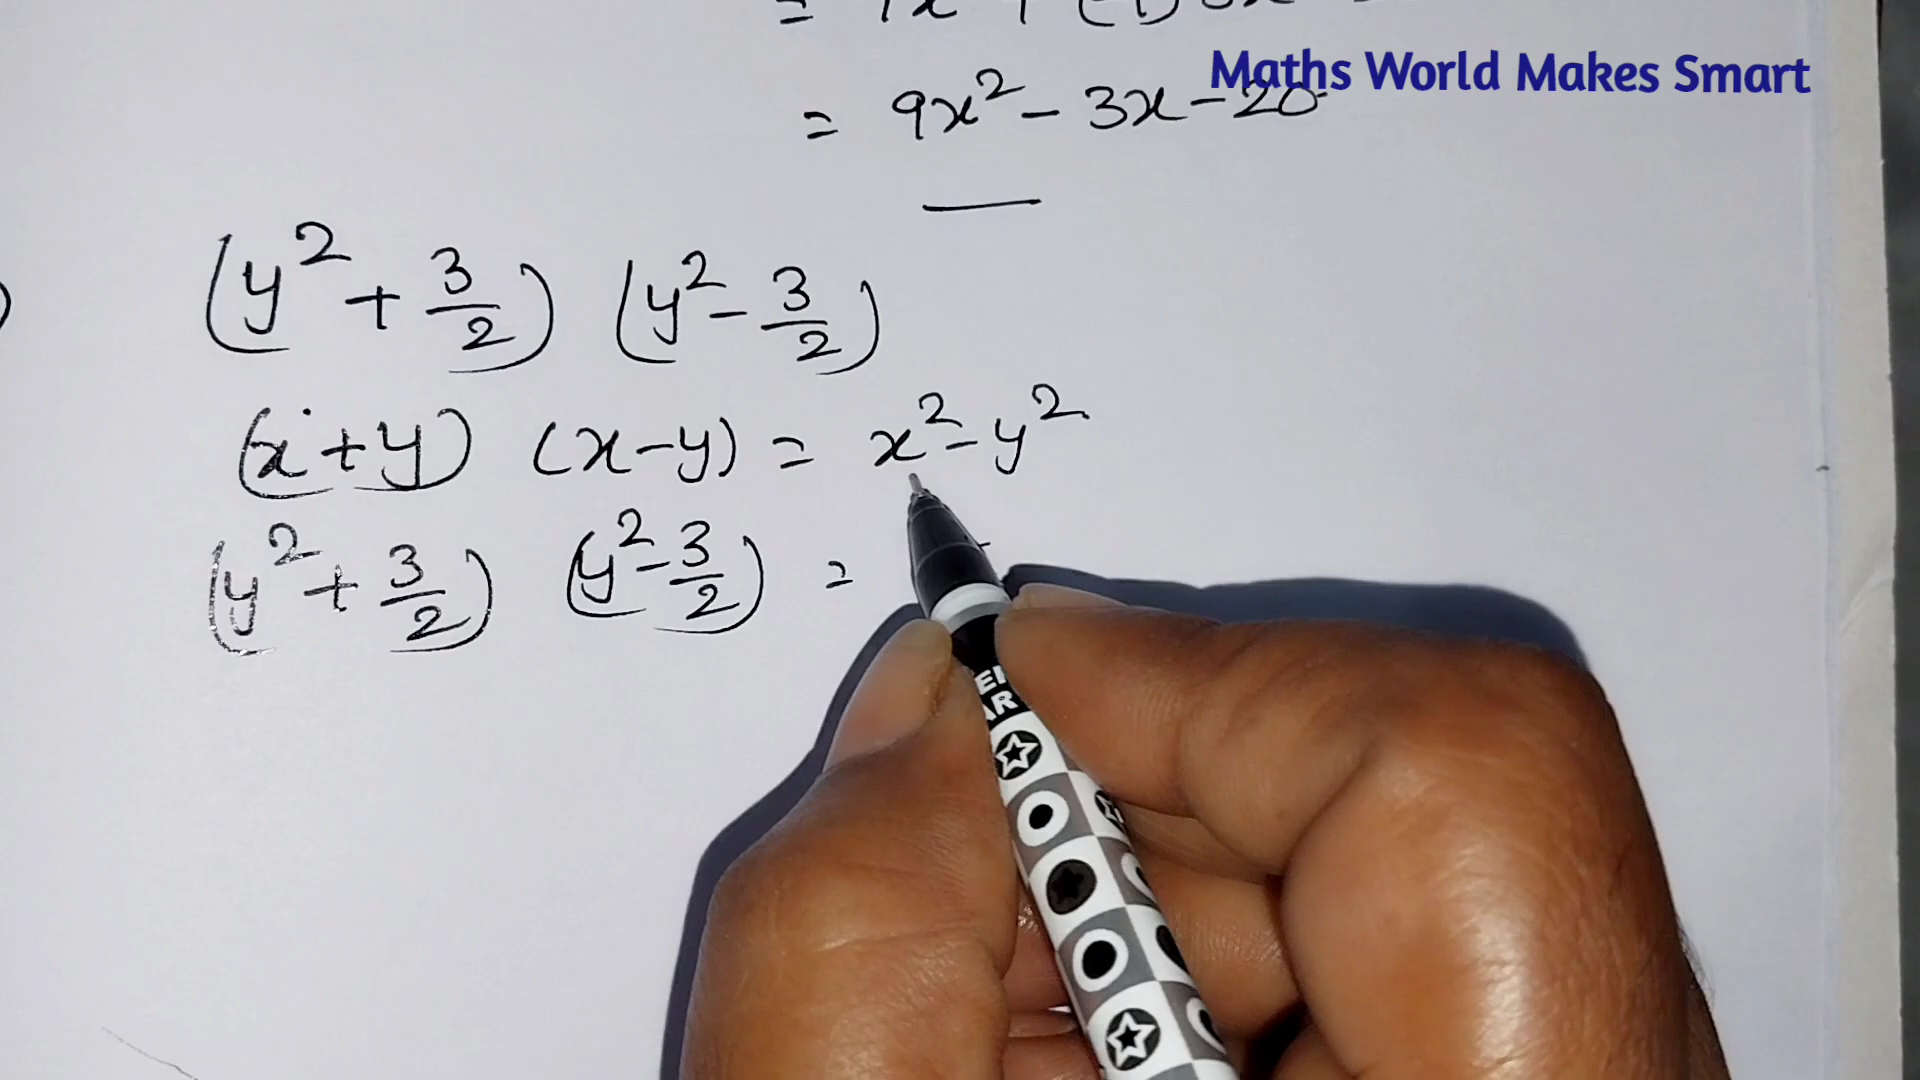 Maths World Makes Smart
= 9x² - 3x - 20
) (y² + 3/2) (y² - 3/2)
(x + y) (x - y) = x² - y²
(y² + 3/2) (y² - 3/2) =